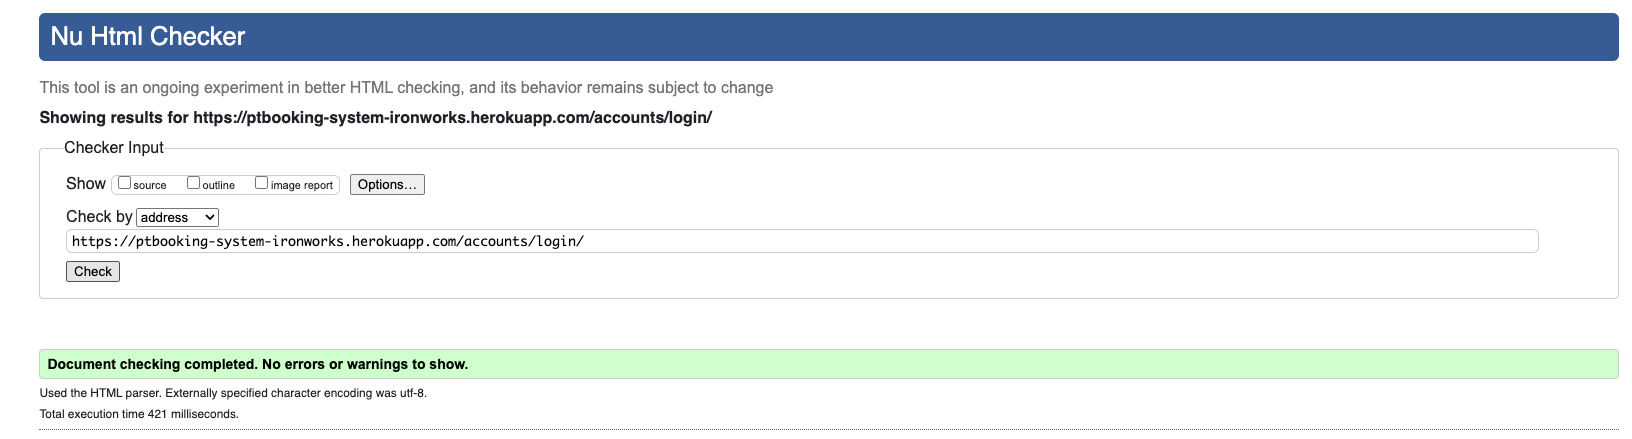 Nu Html Checker
This tool is an ongoing experiment in better HTML checking, and its behavior remains subject to change
Showing results for https://ptbooking-system-ironworks.herokuapp.com/accounts/login/
Checker Input
Show source outline image report Options...
Check by address
https://ptbooking-system-ironworks.herokuapp.com/accounts/login/
Check
Document checking completed. No errors or warnings to show.
Used the HTML parser. Externally specified character encoding was utf-8.
Total execution time 421 milliseconds.